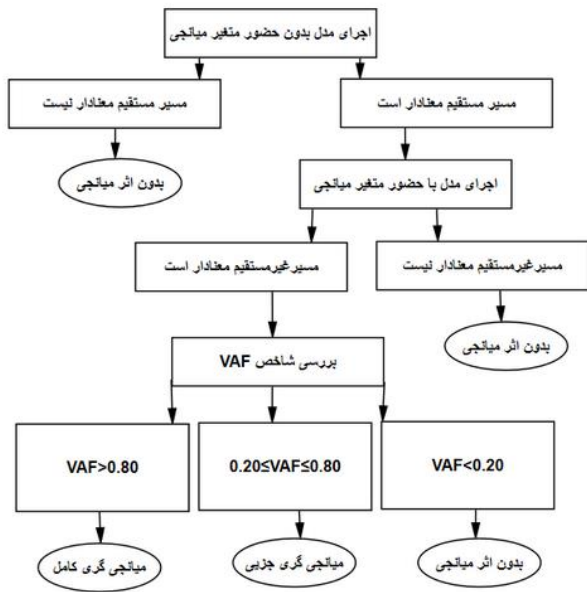 اجرای مدل بدون حضور متغیر میانجی
مسیر مستقیم معنادار است
مسیر مستقیم معنادار نیست
بدون اثر میانجی
اجرای مدل با حضور متغیر میانجی
مسیرغیرمستقیم معنادار نیست
مسیرغیرمستقیم معنادار است
بدون اثر میانجی
بررسی شاخص VAF
VAF<0.20
0.20≤VAF≤0.80
VAF>0.80
بدون اثر میانجی
میانجی گری جزیی
میانجی گری کامل